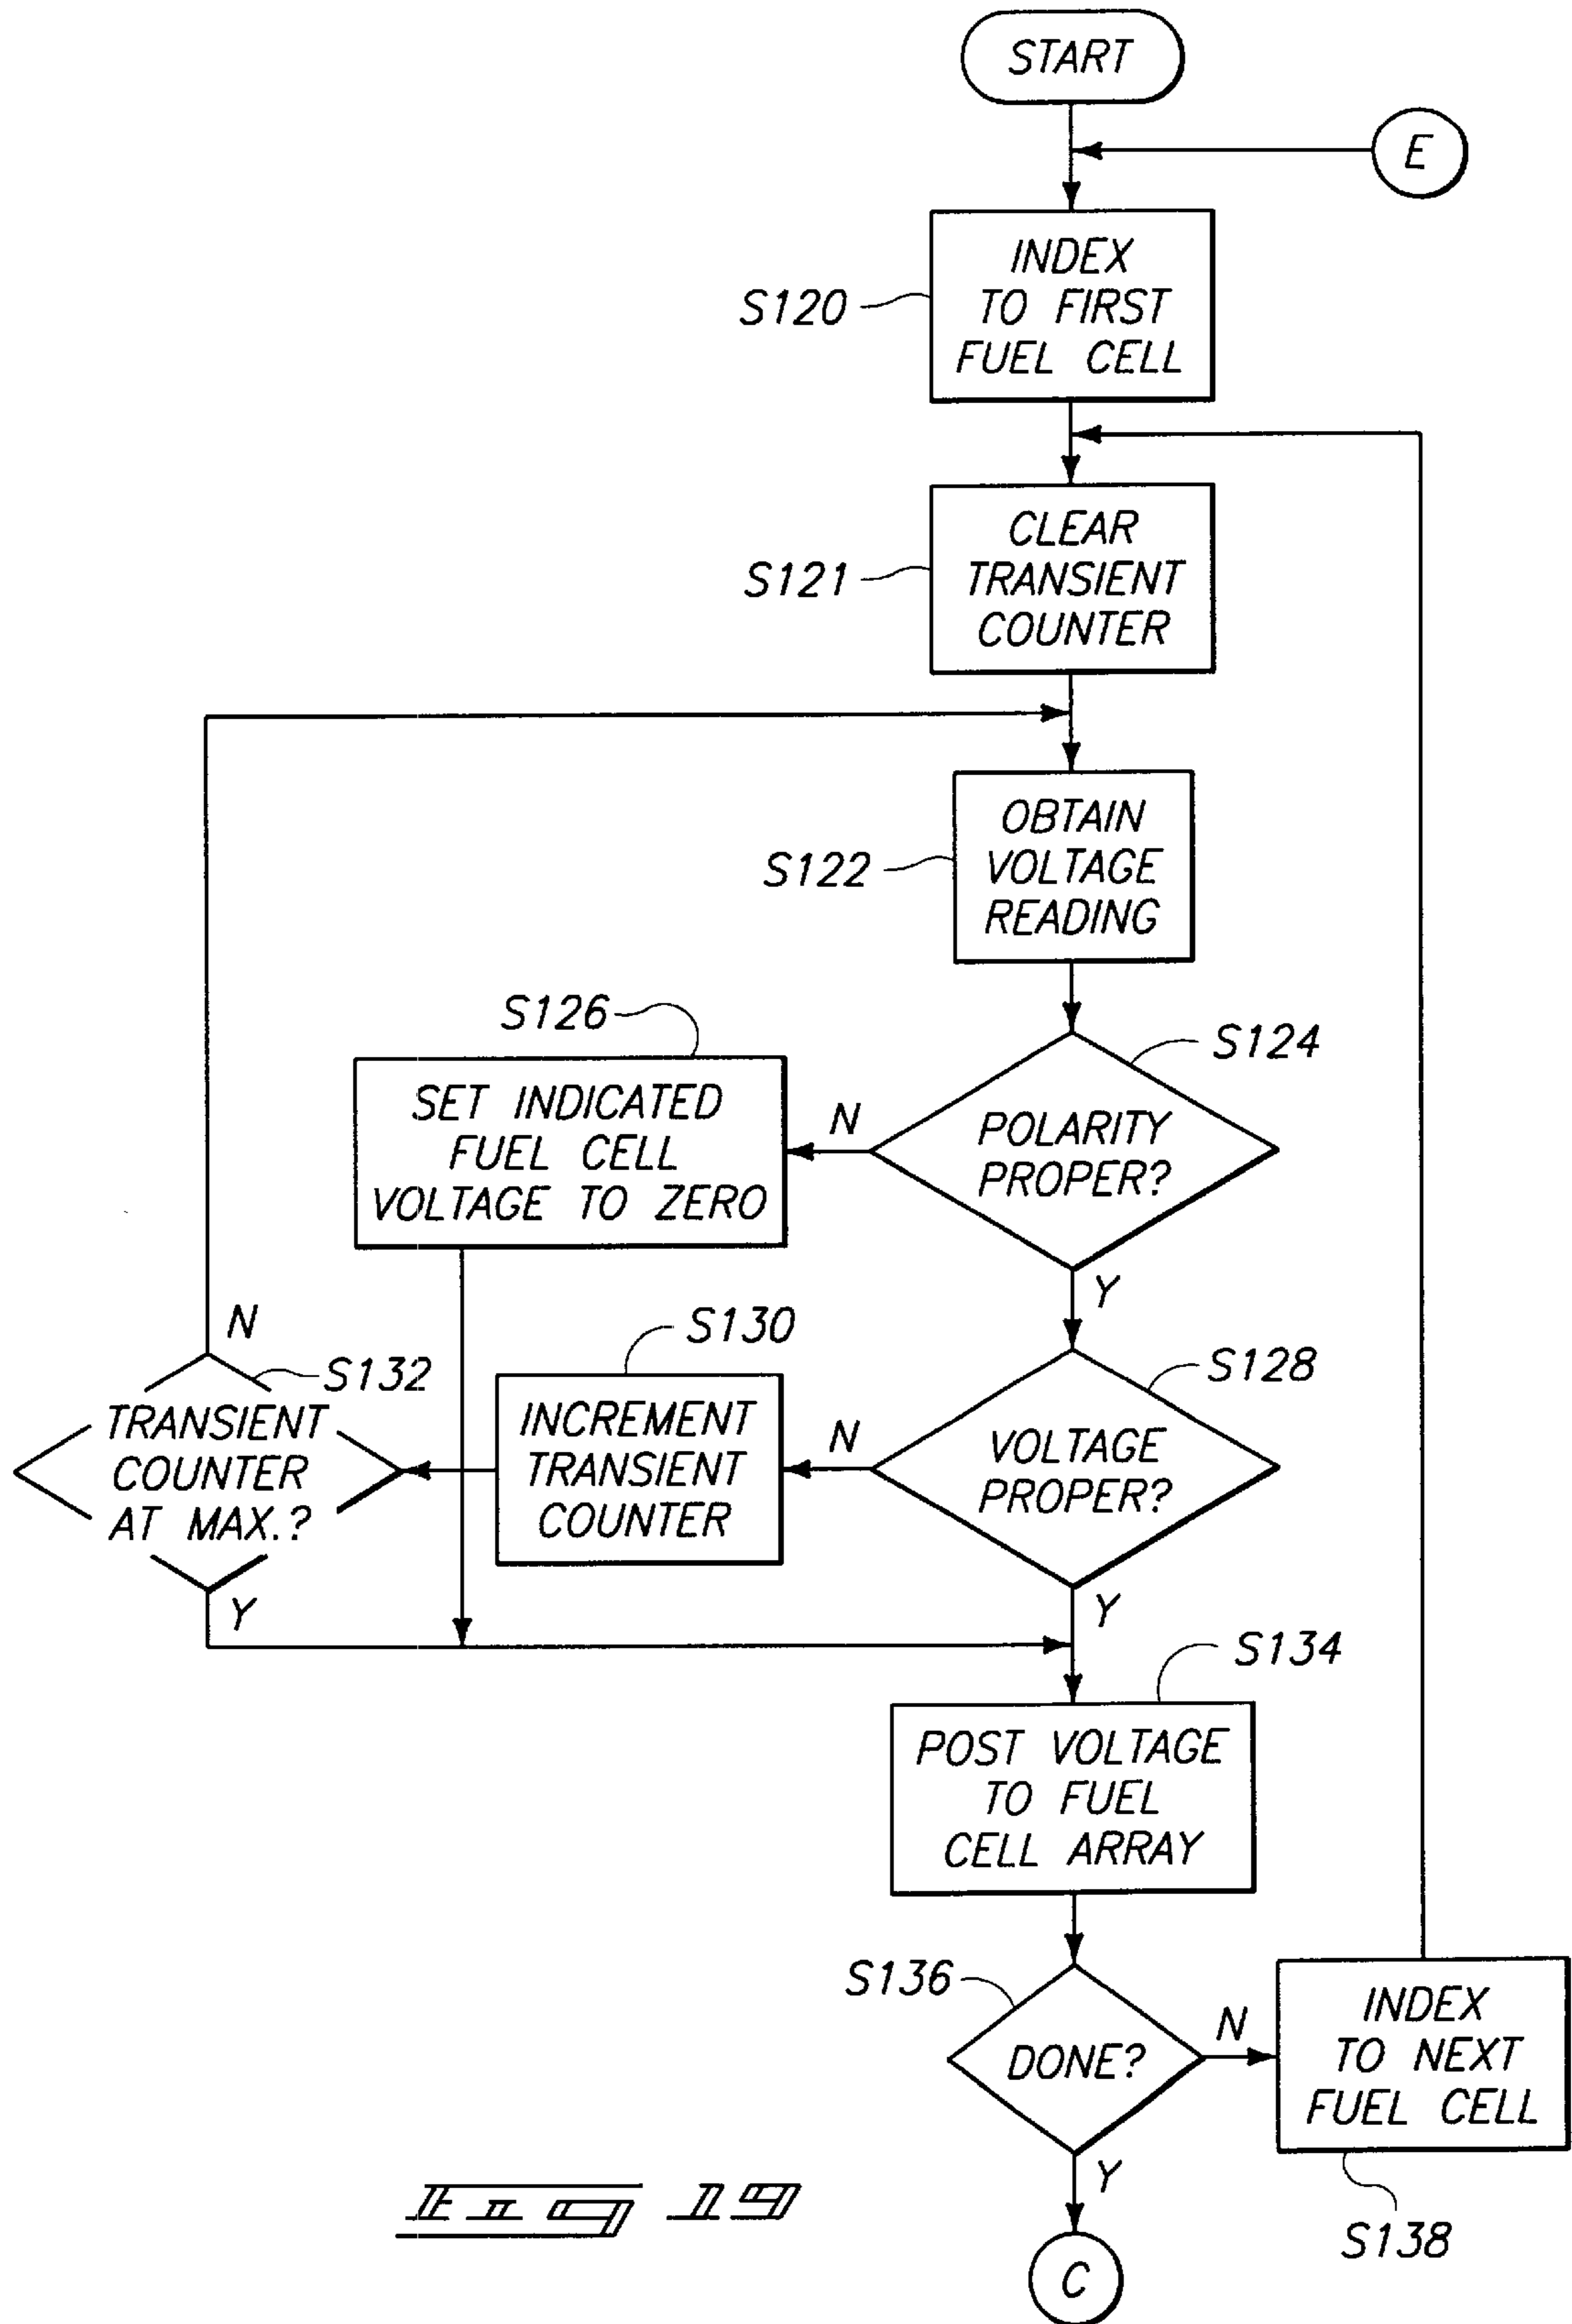 START
E
INDEX
TO FIRST
FUEL CELL
S120
CLEAR
TRANSIENT
COUNTER
S121
OBTAIN
VOLTAGE
READING
S122
S124
POLARITY
PROPER?
N
Y
S126
SET INDICATED
FUEL CELL
VOLTAGE TO ZERO
S128
VOLTAGE
PROPER?
N
Y
S130
INCREMENT
TRANSIENT
COUNTER
S132
TRANSIENT
COUNTER
AT MAX.?
N
Y
S134
POST VOLTAGE
TO FUEL
CELL ARRAY
S136
DONE?
N
Y
INDEX
TO NEXT
FUEL CELL
S138
C
Fig 19